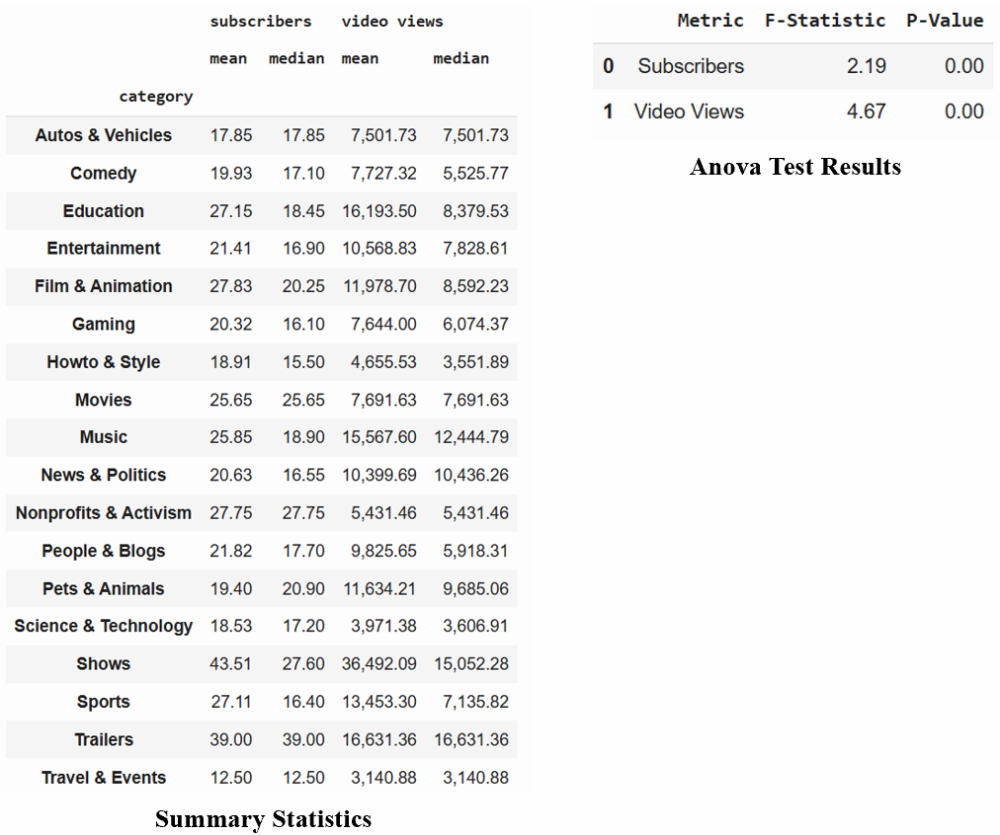 subscribers video views
mean median mean median
category
Autos & Vehicles 17.85 17.85 7,501.73 7,501.73
Comedy 19.93 17.10 7,727.32 5,525.77
Education 27.15 18.45 16,193.50 8,379.53
Entertainment 21.41 16.90 10,568.83 7,828.61
Film & Animation 27.83 20.25 11,978.70 8,592.23
Gaming 20.32 16.10 7,644.00 6,074.37
Howto & Style 18.91 15.50 4,655.53 3,551.89
Movies 25.65 25.65 7,691.63 7,691.63
Music 25.85 18.90 15,567.60 12,444.79
News & Politics 20.63 16.55 10,399.69 10,436.26
Nonprofits & Activism 27.75 27.75 5,431.46 5,431.46
People & Blogs 21.82 17.70 9,825.65 5,918.31
Pets & Animals 19.40 20.90 11,634.21 9,685.06
Science & Technology 18.53 17.20 3,971.38 3,606.91
Shows 43.51 27.60 36,492.09 15,052.28
Sports 27.11 16.40 13,453.30 7,135.82
Trailers 39.00 39.00 16,631.36 16,631.36
Travel & Events 12.50 12.50 3,140.88 3,140.88
Summary Statistics
Metric F-Statistic P-Value
0 Subscribers 2.19 0.00
1 Video Views 4.67 0.00
Anova Test Results